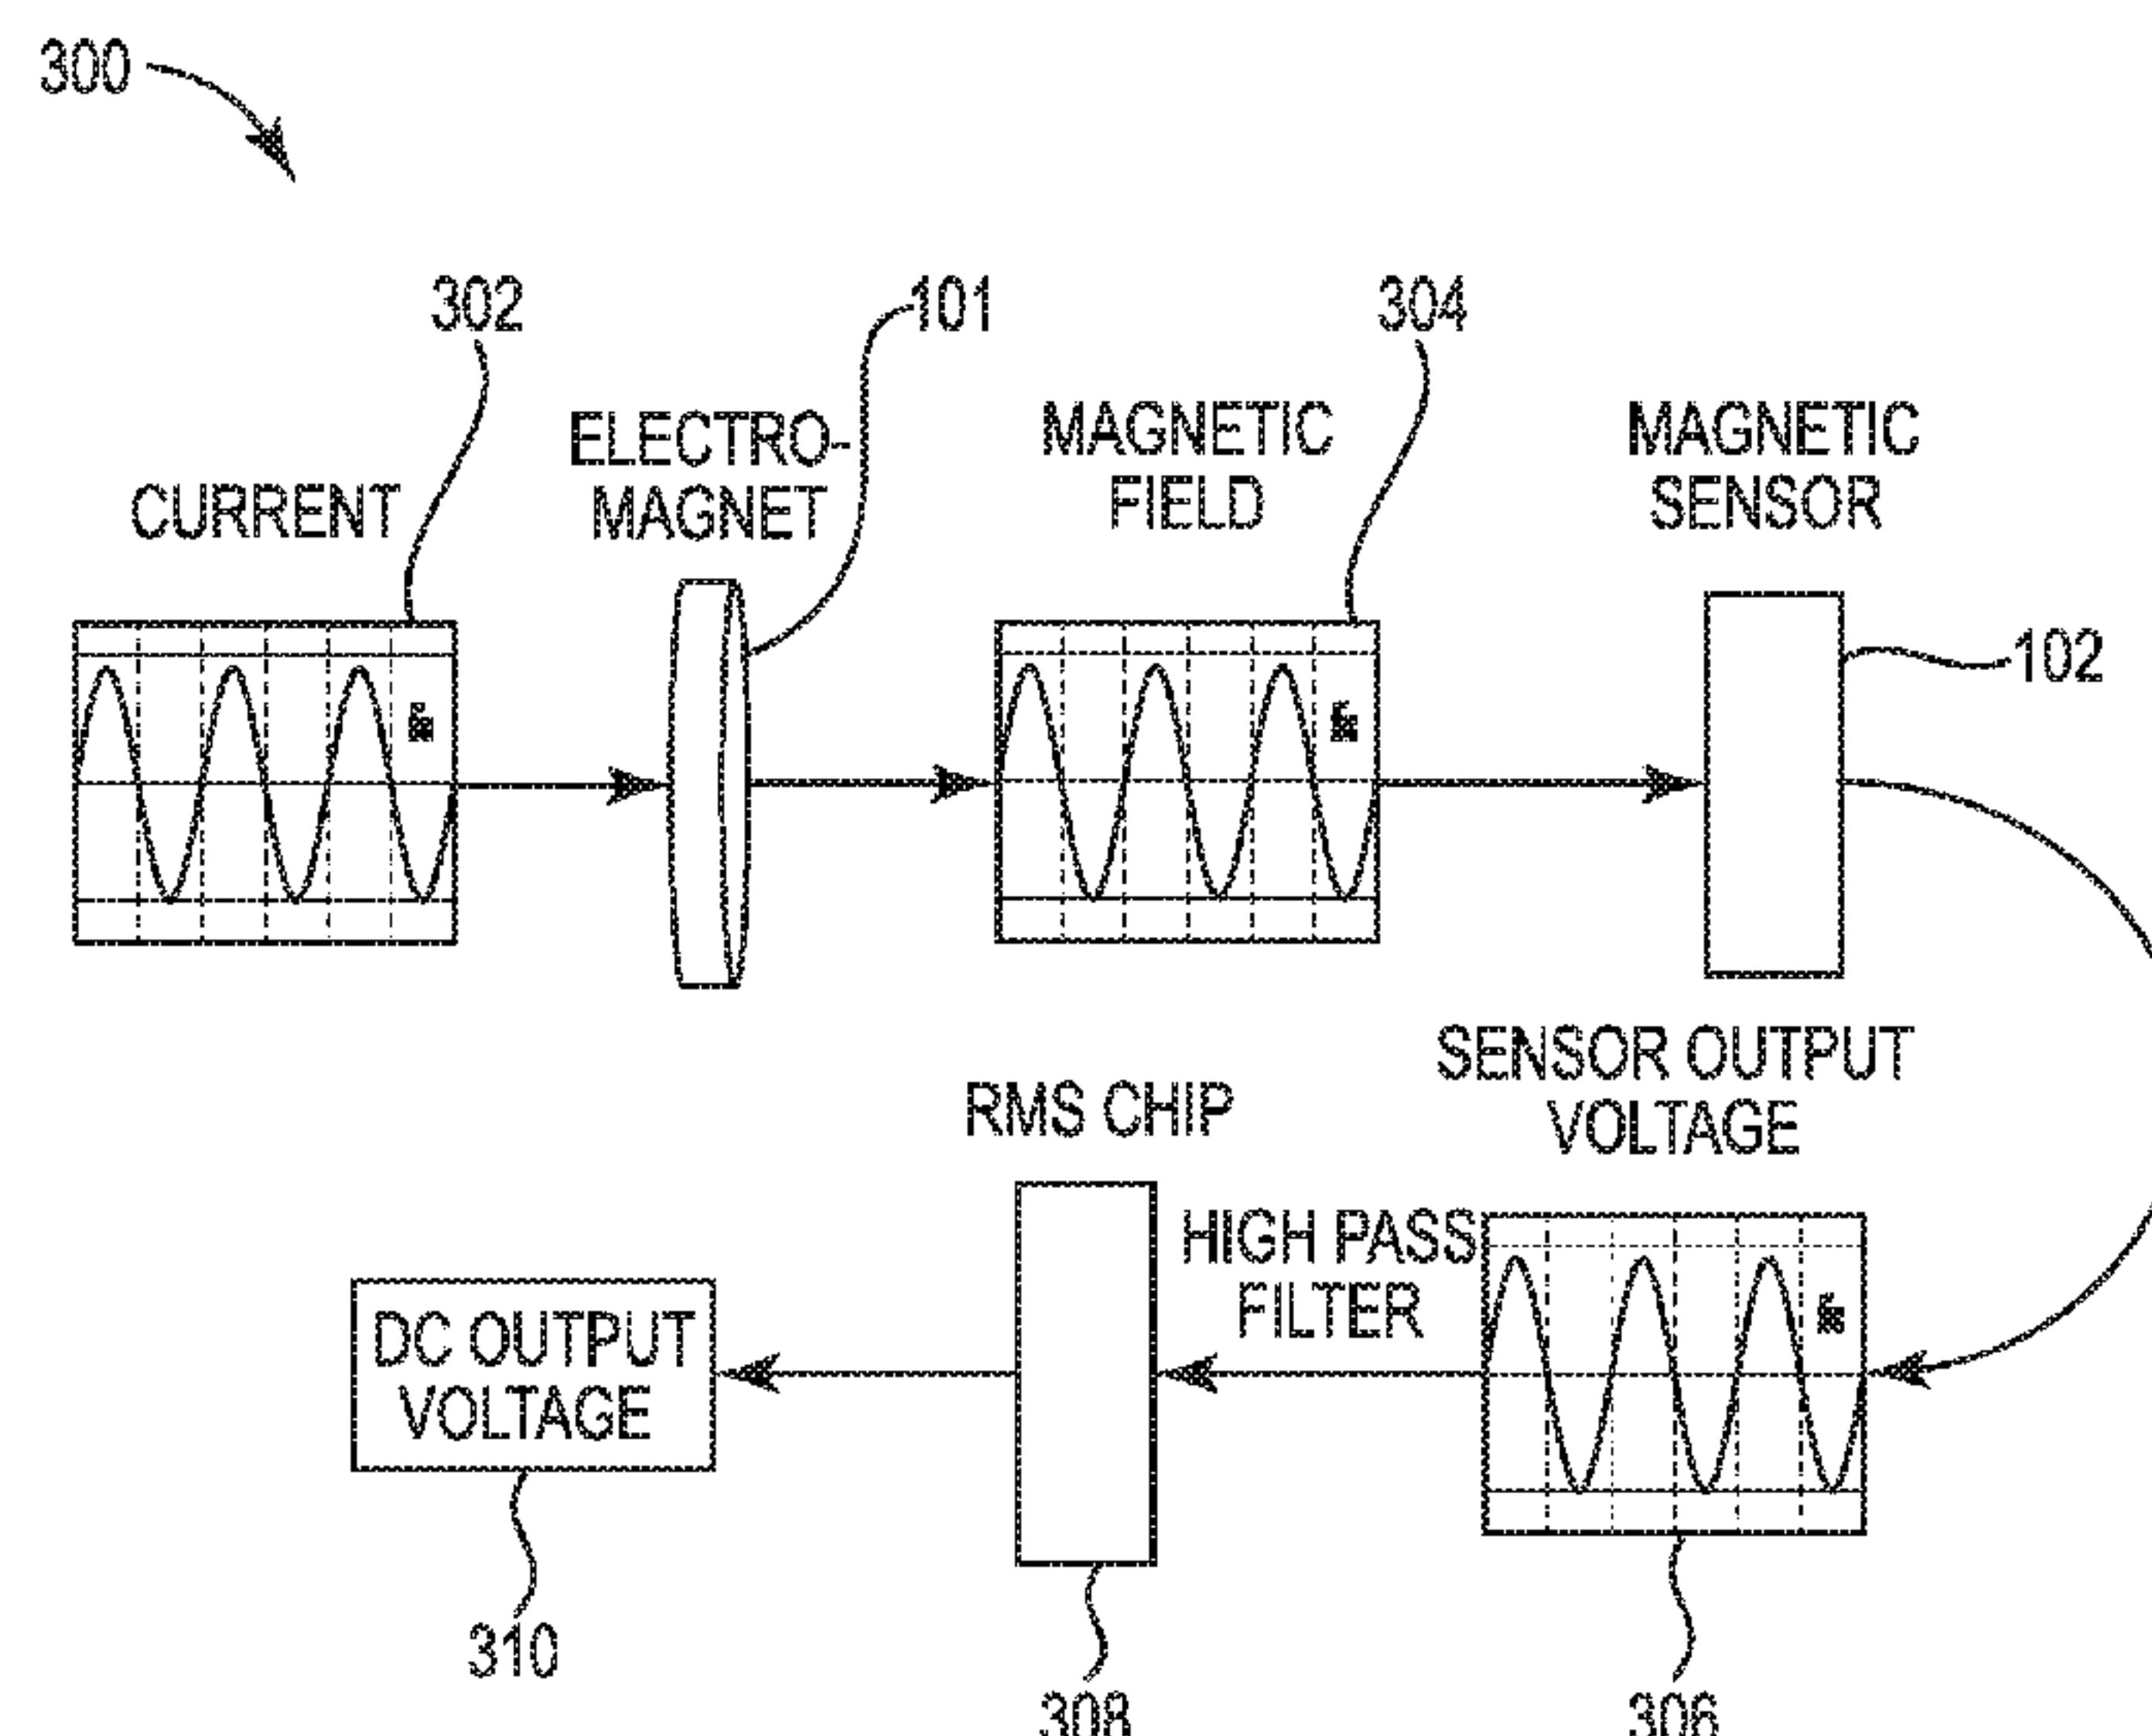 300
302
101
304
CURRENT
ELECTRO-
MAGNET
MAGNETIC
FIELD
MAGNETIC
SENSOR
102
SENSOR OUTPUT
VOLTAGE
RMS CHIP
HIGH PASS
FILTER
DC OUTPUT
VOLTAGE
310
308
306